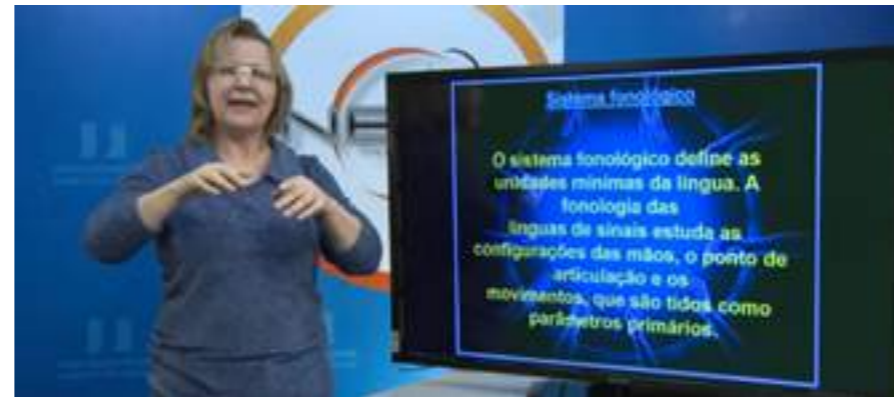 Sistema fonológico
O sistema fonológico define as
unidades mínimas da língua. A
fonologia das
línguas de sinais estuda as
configurações das mãos, o ponto de
articulação e os
movimentos, que são tidos como
parâmetros primários.